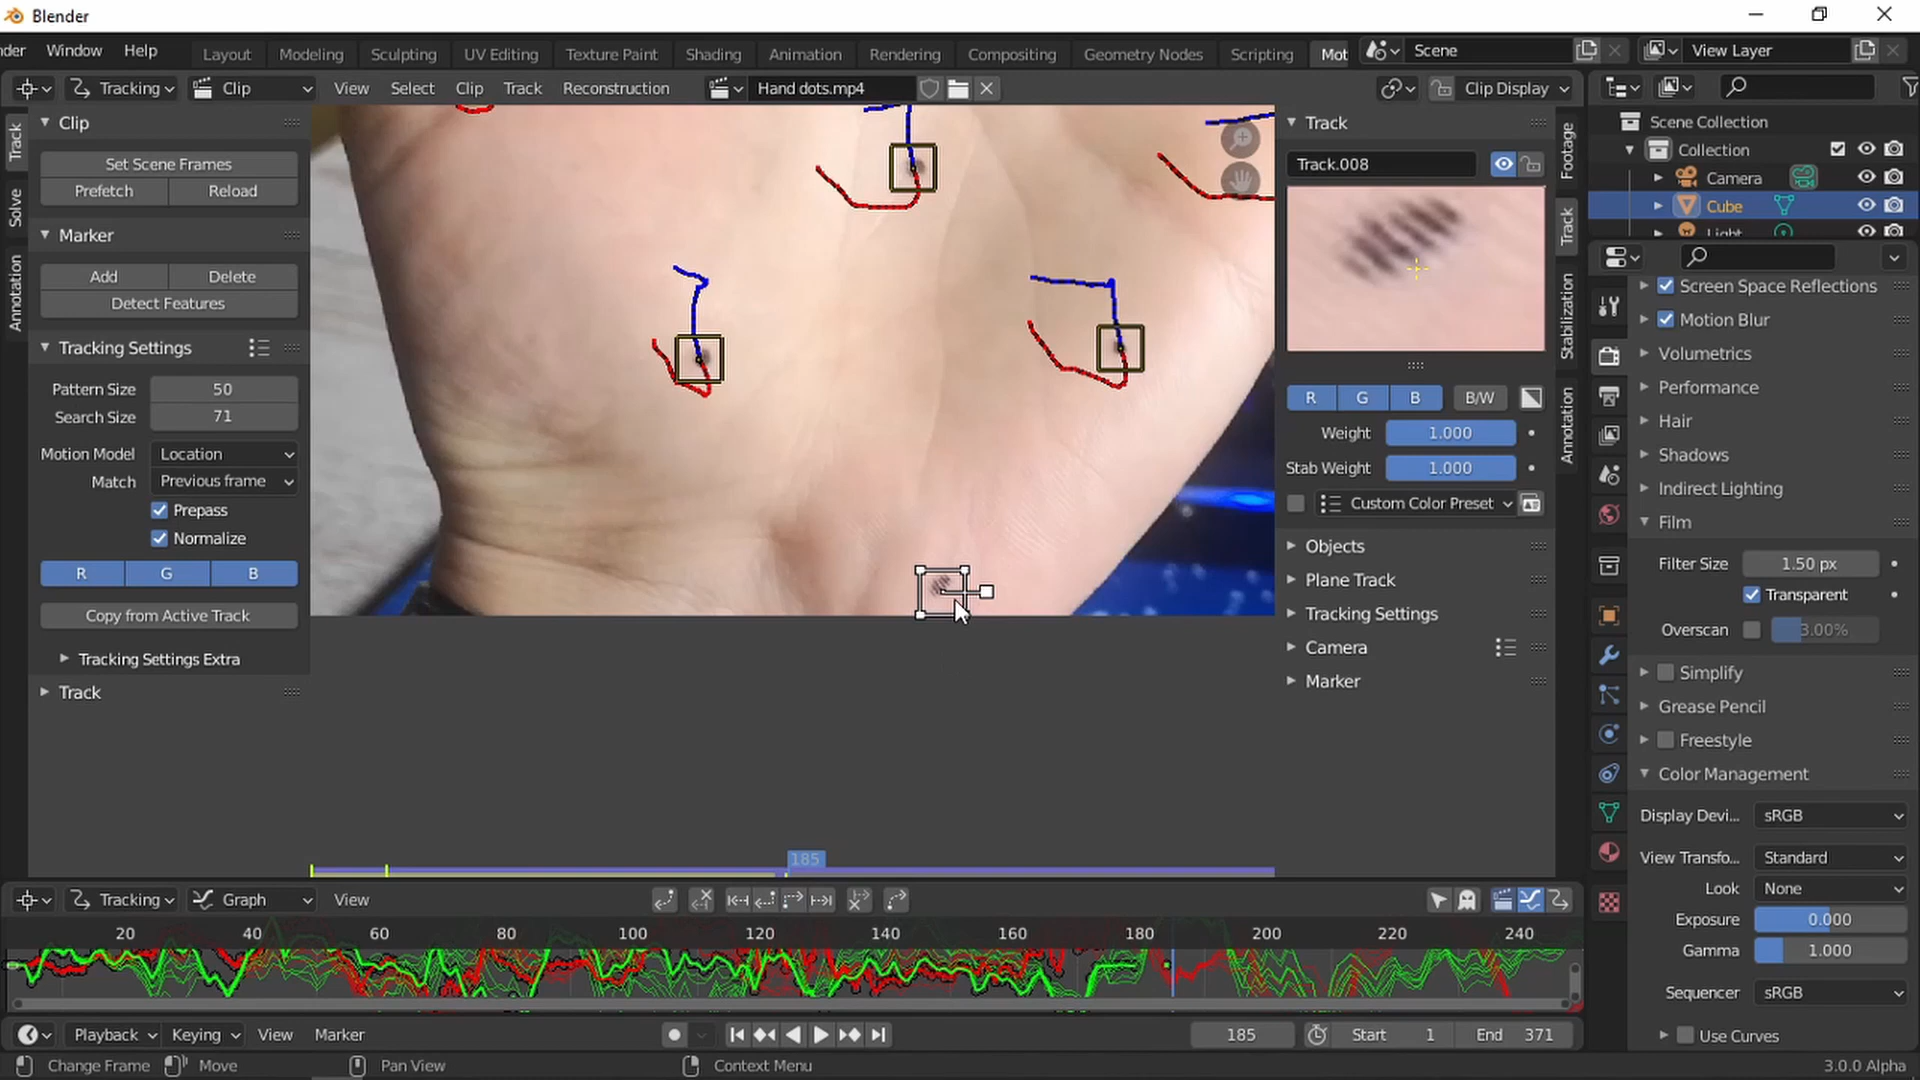 Blender
nder Window Help Layout Modeling Sculpting UV Editing Texture Paint Shading Animation Rendering Compositing Geometry Nodes Scripting Mot Scene View Layer
Tracking Clip View Select Clip Track Reconstruction Hand dots.mp4 Clip Display
Track
Solve
Annotation
Clip
Set Scene Frames
Prefetch Reload
Marker
Add Delete
Detect Features
Tracking Settings
Pattern Size 50
Search Size 71
Motion Model Location
Match Previous frame
Prepass
Normalize
R G B
Copy from Active Track
Tracking Settings Extra
Track
Track
Track.008
R G B B/W
Weight 1.000
Stab Weight 1.000
Custom Color Preset
Objects
Plane Track
Tracking Settings
Camera
Marker
Footage
Track
Stabilization
Annotation
Scene Collection
Collection
Camera
Cube
Light
Screen Space Reflections
Motion Blur
Volumetrics
Performance
Hair
Shadows
Indirect Lighting
Film
Filter Size 1.50 px
Transparent
Overscan 3.00%
Simplify
Grease Pencil
Freestyle
Color Management
Display Devi... sRGB
View Transfo... Standard
Look None
Exposure 0.000
Gamma 1.000
Sequencer sRGB
Use Curves
185
Tracking Graph View
20 40 60 80 100 120 140 160 180 200 220 240
Playback Keying View Marker 185 Start 1 End 371
Change Frame Move Pan View Context Menu 3.0.0 Alpha